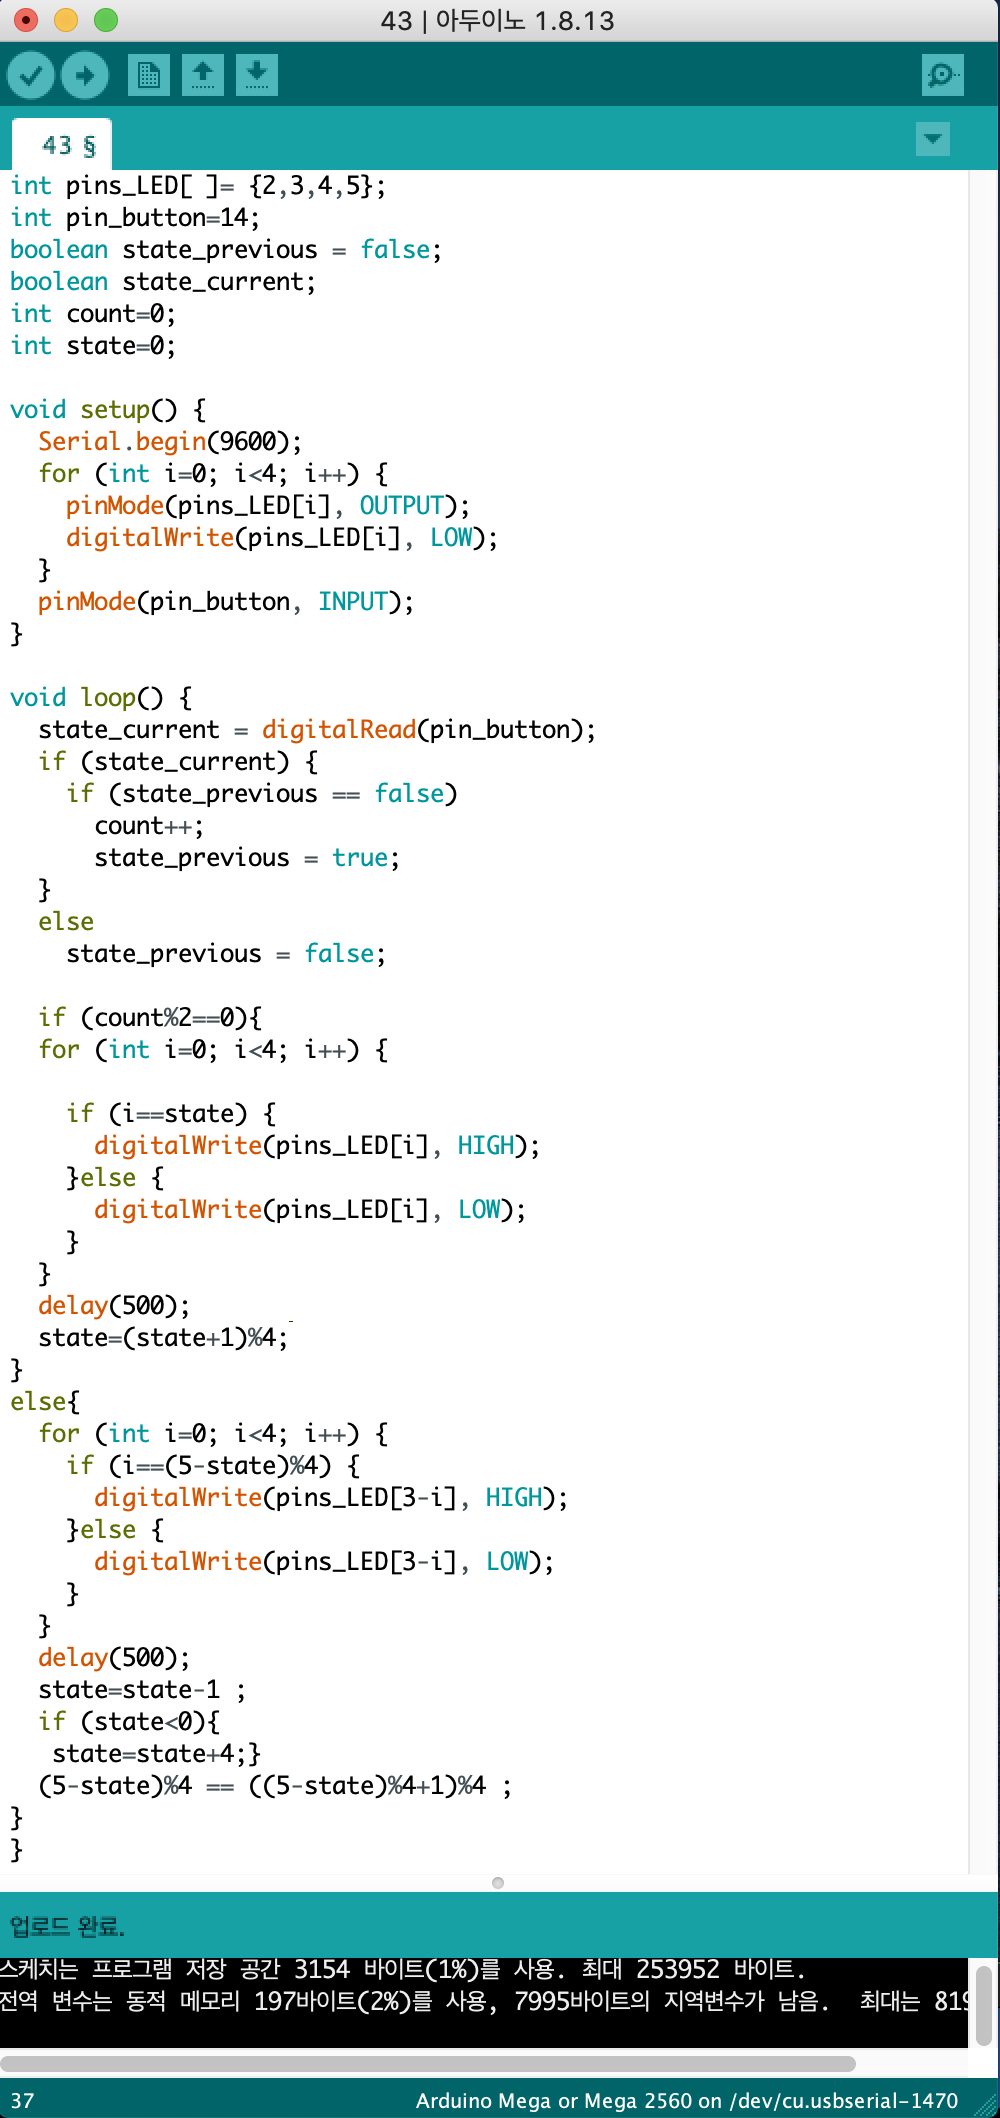 43 | 아두이노 1.8.13
43 §
int pins_LED[ ]= {2,3,4,5};
int pin_button=14;
boolean state_previous = false;
boolean state_current;
int count=0;
int state=0;
void setup() {
Serial.begin(9600);
for (int i=0; i<4; i++) {
pinMode(pins_LED[i], OUTPUT);
digitalWrite(pins_LED[i], LOW);
}
pinMode(pin_button, INPUT);
}
void loop() {
state_current = digitalRead(pin_button);
if (state_current) {
if (state_previous == false)
count++;
state_previous = true;
}
else
state_previous = false;
if (count%2==0){
for (int i=0; i<4; i++) {
if (i==state) {
digitalWrite(pins_LED[i], HIGH);
}else {
digitalWrite(pins_LED[i], LOW);
}
}
delay(500);
state=(state+1)%4;
}
else{
for (int i=0; i<4; i++) {
if (i==(5-state)%4) {
digitalWrite(pins_LED[3-i], HIGH);
}else {
digitalWrite(pins_LED[3-i], LOW);
}
}
delay(500);
state=state-1 ;
if (state<0){
state=state+4;}
(5-state)%4 == ((5-state)%4+1)%4 ;
}
}
업로드 완료.
스케치는 프로그램 저장 공간 3154 바이트(1%)를 사용. 최대 253952 바이트.
전역 변수는 동적 메모리 197바이트(2%)를 사용, 7995바이트의 지역변수가 남음.  최대는 819
37
Arduino Mega or Mega 2560 on /dev/cu.usbserial-1470